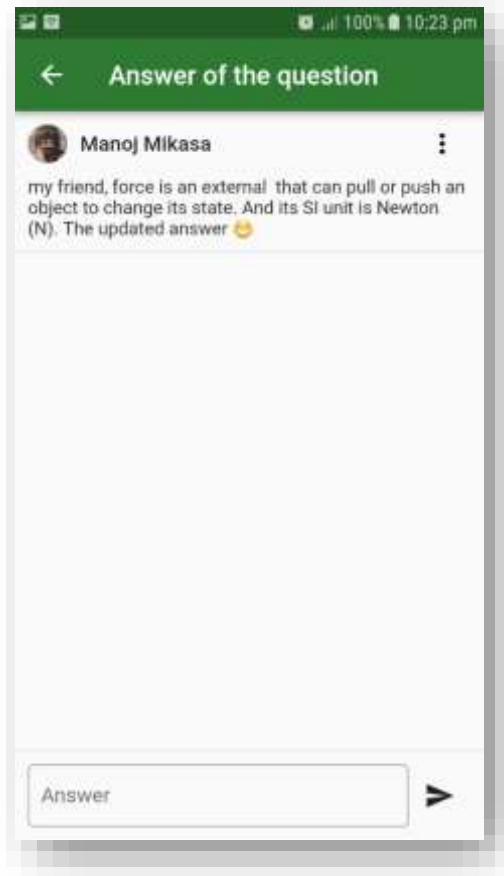 100% 10:23 pm
Answer of the question
Manoj Mikasa
my friend, force is an external  that can pull or push an
object to change its state. And its SI unit is Newton
(N). The updated answer 😁
Answer